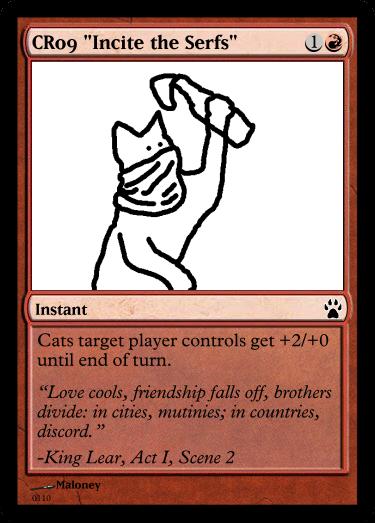 CR09 "Incite the Serfs" 1
Instant
Cats target player controls get +2/+0
until end of turn.
“Love cools, friendship falls off, brothers
divide: in cities, mutinies; in countries,
discord.”
-King Lear, Act I, Scene 2
Maloney
0110